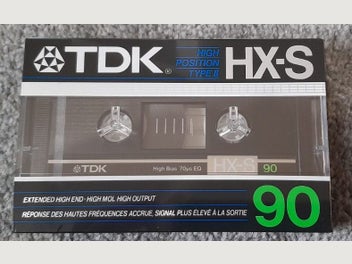 TDK® HIGH POSITION TYPE II HX-S
TDK High Bias 70μs EQ HX-S 90
EXTENDED HIGH END · HIGH MOL HIGH OUTPUT
RÉPONSE DES HAUTES FRÉQUENCES ACCRUE, SIGNAL PLUS ÉLEVÉ À LA SORTIE
90